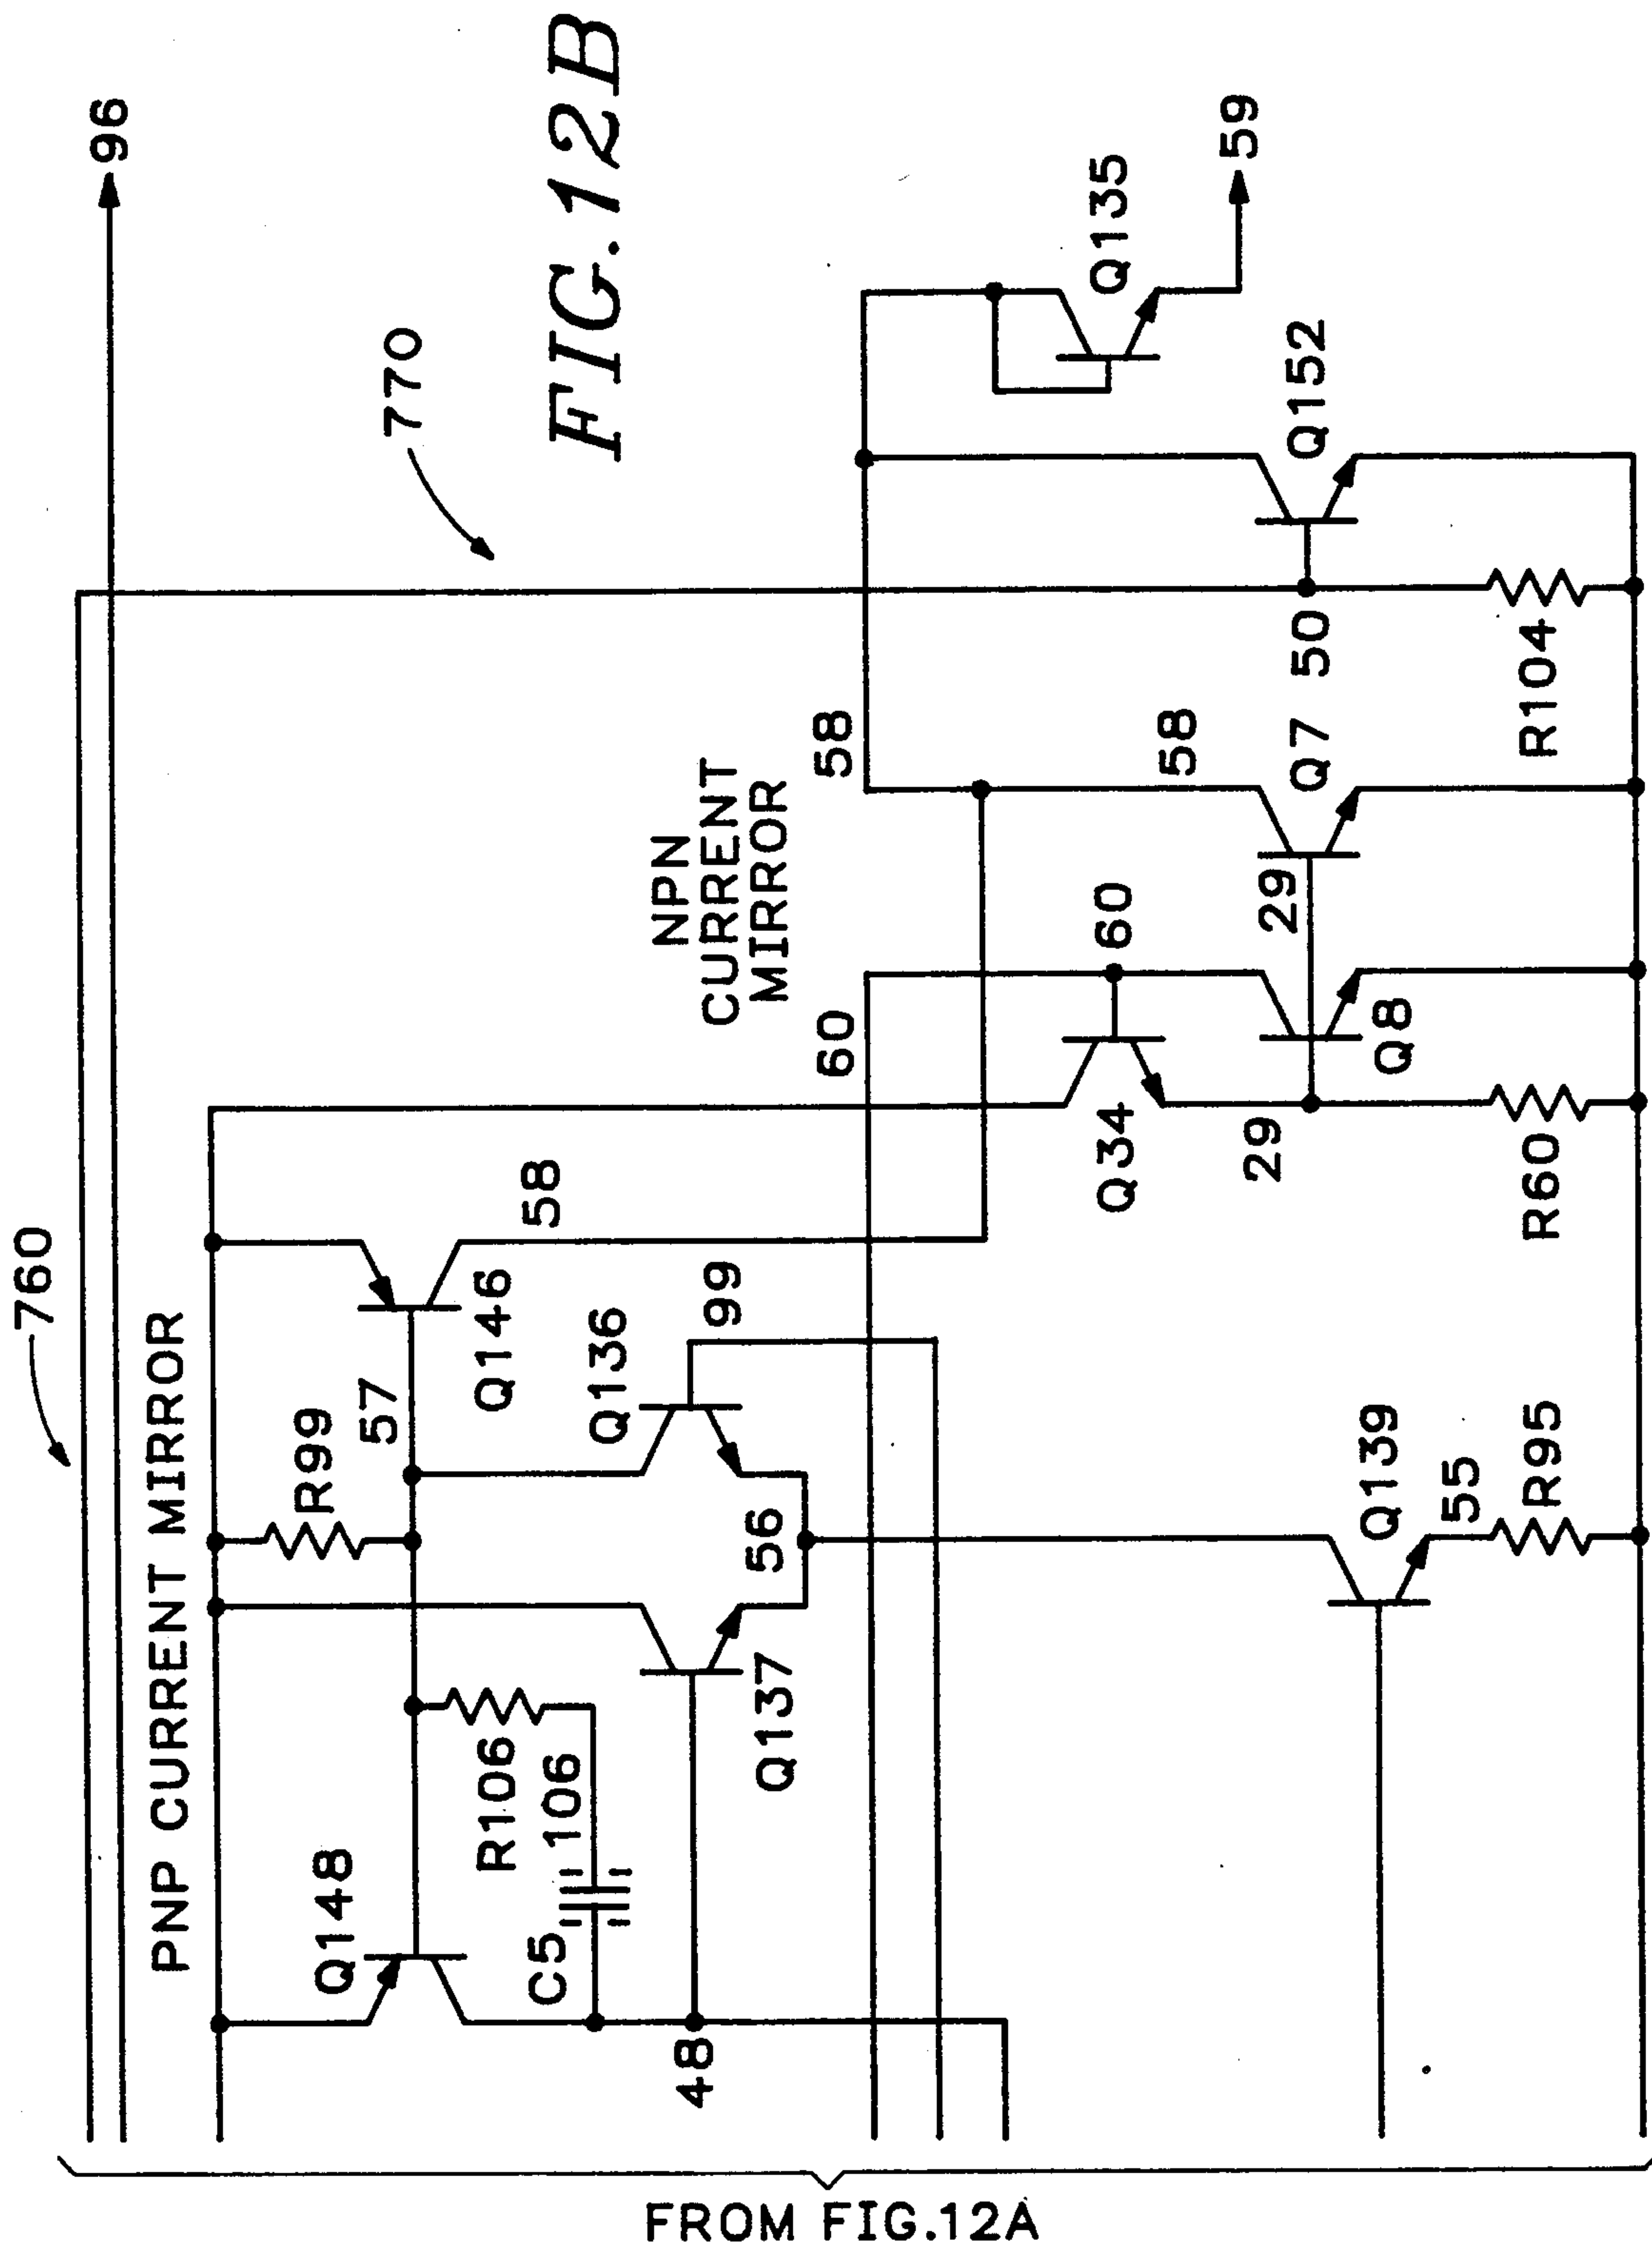 FIG. 12B
96
760
770
PNP CURRENT MIRROR
Q148
R99
57
Q146
58
R106
106
C5
Q136
99
Q137
56
48
60
NPN
CURRENT
MIRROR
58
Q135
59
60
Q34
29
29
58
Q7
50
Q152
Q8
Q139
55
R95
R60
R104
FROM FIG.12A